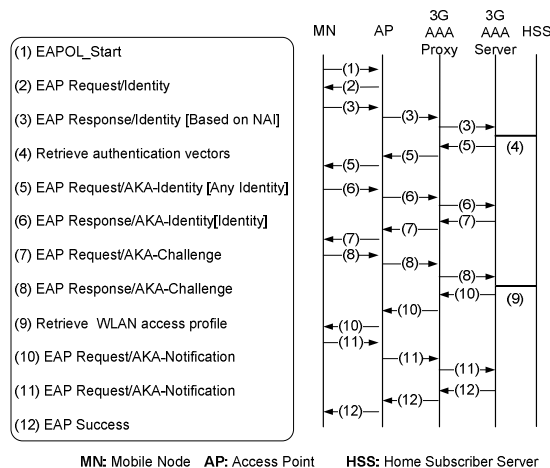 3G 3G
MN AP AAA AAA HSS
Proxy Server
(1) EAPOL_Start
(2) EAP Request/Identity
(3) EAP Response/Identity [Based on NAI]
(4) Retrieve authentication vectors
(5) EAP Request/AKA-Identity [Any Identity]
(6) EAP Response/AKA-Identity[Identity]
(7) EAP Request/AKA-Challenge
(8) EAP Response/AKA-Challenge
(9) Retrieve WLAN access profile
(10) EAP Request/AKA-Notification
(11) EAP Request/AKA-Notification
(12) EAP Success
(1)
(2)
(3)
(3)
(3)
(4)
(5)
(5)
(5)
(6)
(6)
(6)
(7)
(7)
(7)
(8)
(8)
(8)
(9)
(10)
(10)
(10)
(11)
(11)
(11)
(12)
(12)
(12)
MN: Mobile Node AP: Access Point HSS: Home Subscriber Server